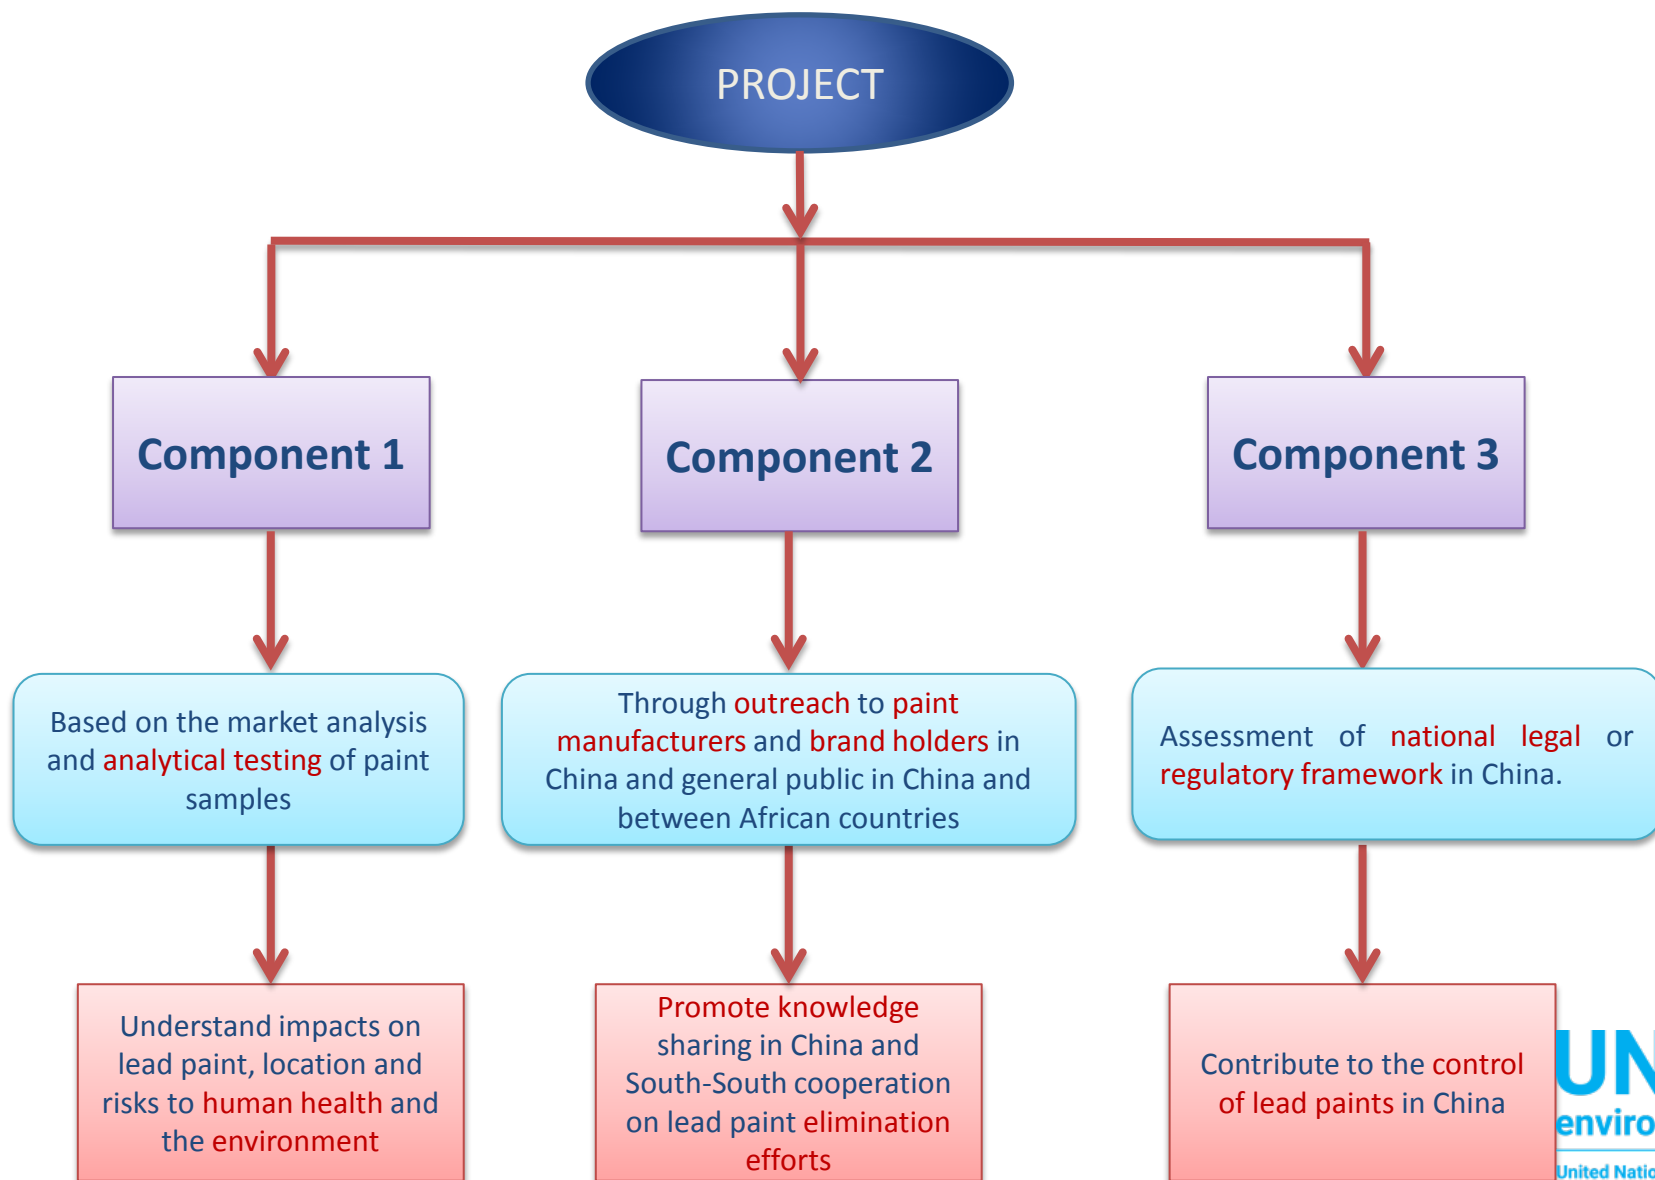 PROJECT
Component 1
Component 2
Component 3
Based on the market analysis
and analytical testing of paint
samples
Through outreach to paint
manufacturers and brand holders in
China and general public in China and
between African countries
Assessment of national legal or
regulatory framework in China.
Understand impacts on
lead paint, location and
risks to human health and
the environment
Promote knowledge
sharing in China and
South-South cooperation
on lead paint elimination
efforts
Contribute to the control
of lead paints in China
UN
enviro
United Natio